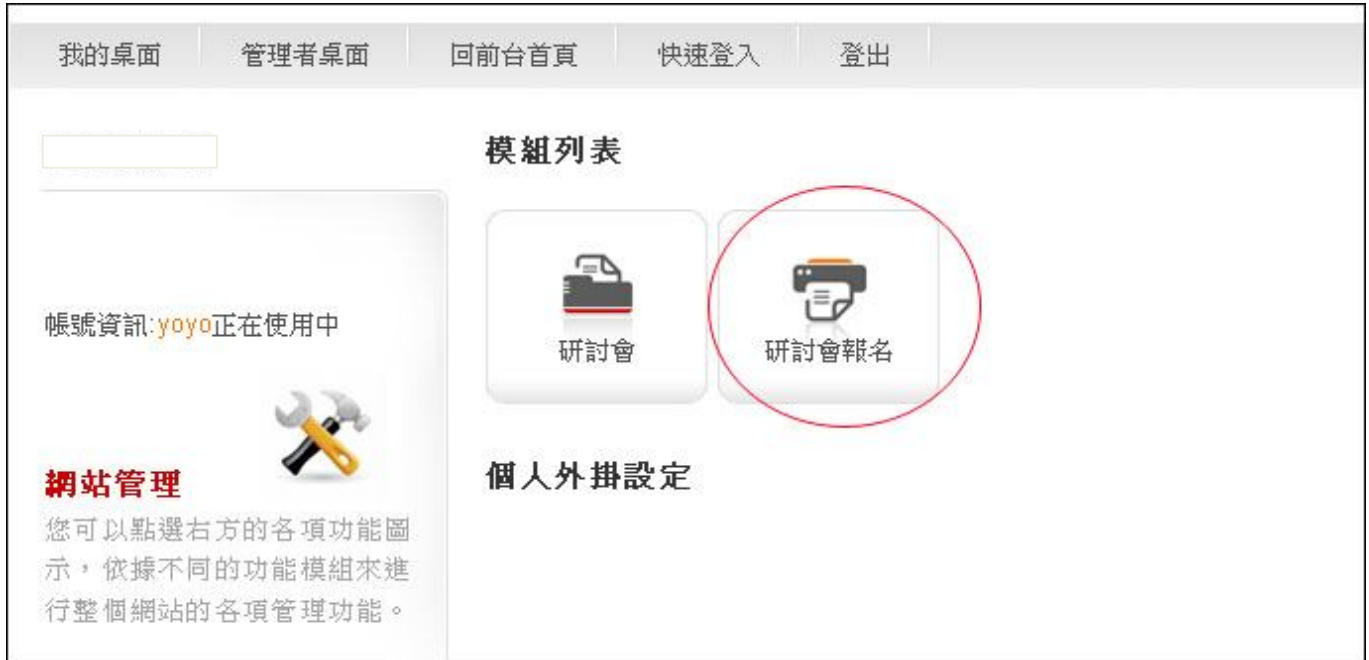 我的桌面 管理者桌面 回前台首頁 快速登入 登出
模組列表
研討會 研討會報名
帳號資訊:yoyo正在使用中
網站管理
您可以點選右方的各項功能圖
示，依據不同的功能模組來進
行整個網站的各項管理功能。
個人外掛設定